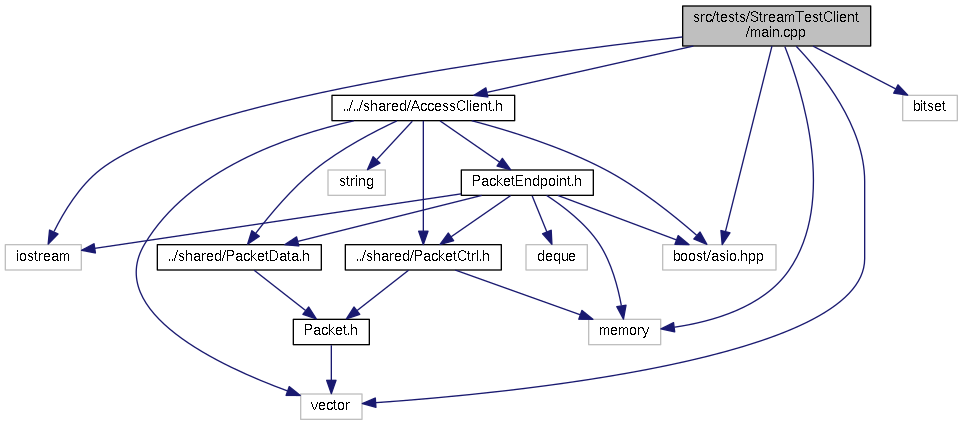 src/tests/StreamTestClient
/main.cpp
../../shared/AccessClient.h
bitset
string
PacketEndpoint.h
iostream
../shared/PacketData.h
../shared/PacketCtrl.h
deque
boost/asio.hpp
Packet.h
memory
vector